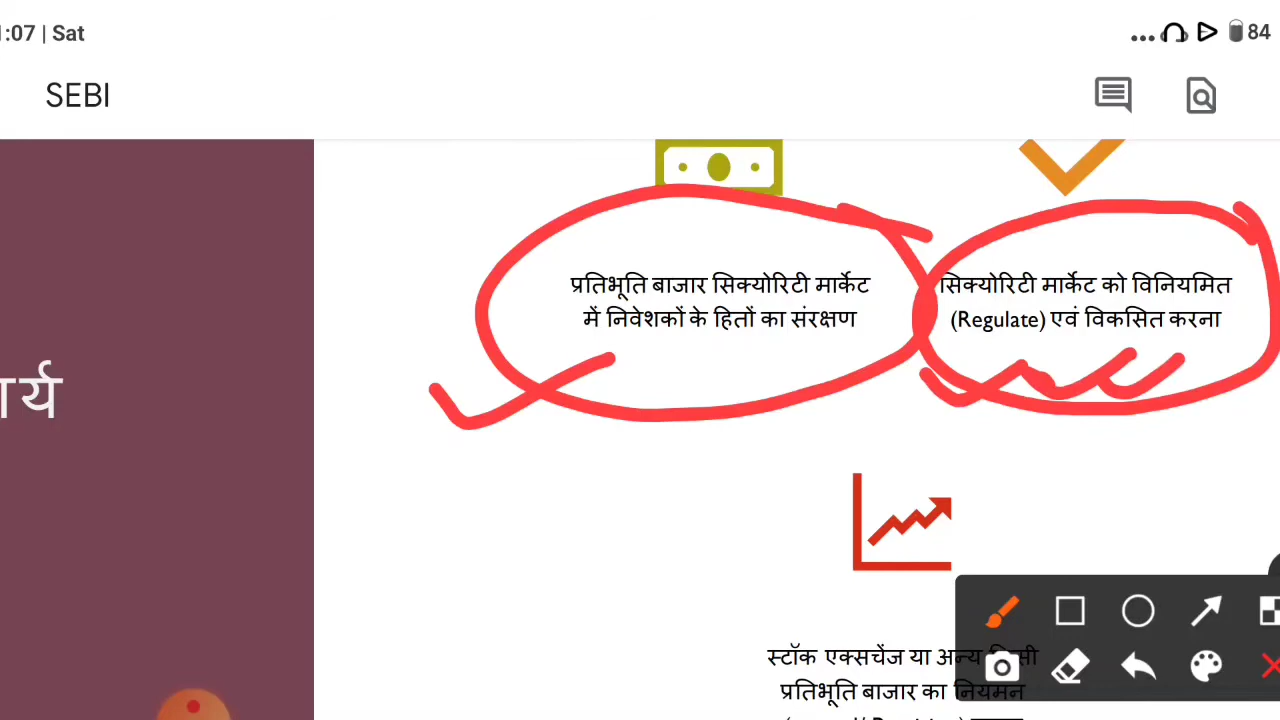 :07 | Sat
84
SEBI
प्रतिभूति बाजार सिक्योरिटी मार्केट
में निवेशकों के हितों का संरक्षण
सिक्योरिटी मार्केट को विनियमित
(Regulate) एवं विकसित करना
र्य
स्टॉक एक्सचेंज या अन्य
प्रतिभूति बाजार का नियमन